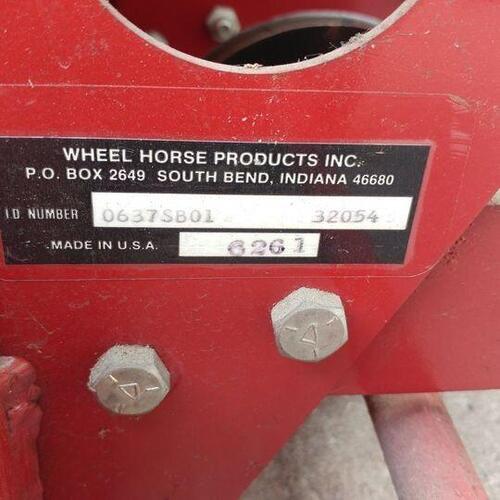 WHEEL HORSE PRODUCTS INC.
P.O. BOX 2649 SOUTH BEND, INDIANA 46680
I.D NUMBER 0637SB01 32054
MADE IN U.S.A. 6261